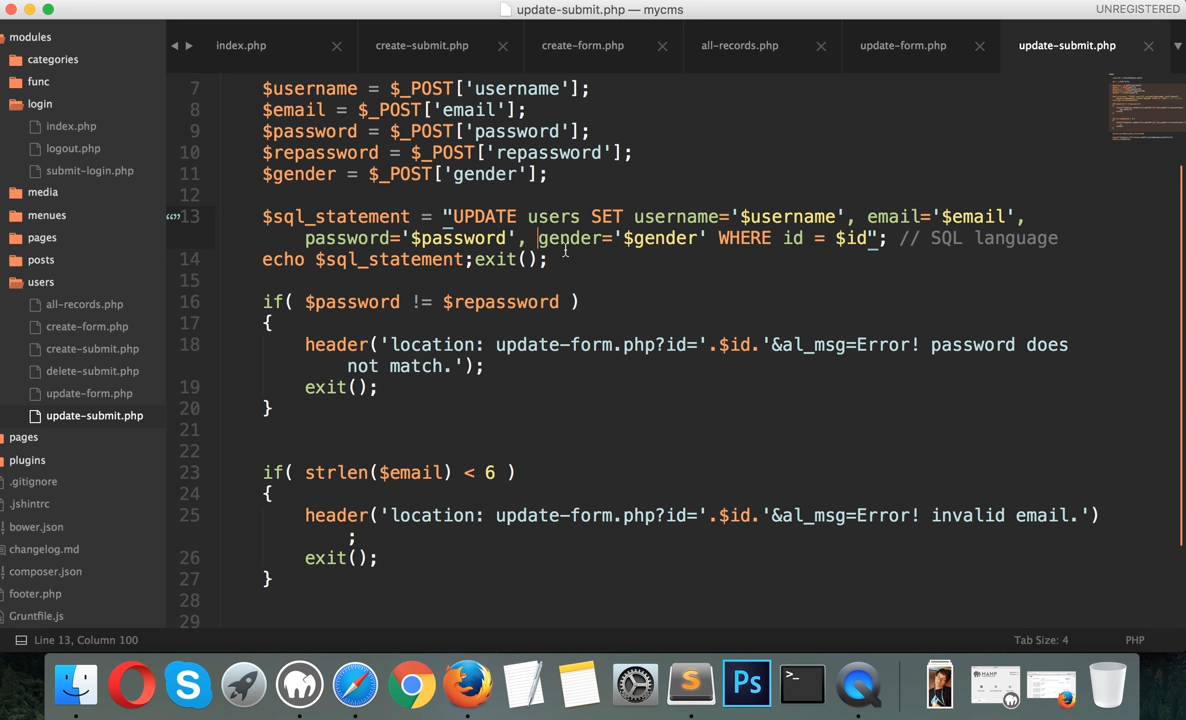 update-submit.php — mycms
UNREGISTERED
modules
categories
func
login
index.php
logout.php
submit-login.php
media
menues
pages
posts
users
all-records.php
create-form.php
create-submit.php
delete-submit.php
update-form.php
update-submit.php
pages
plugins
.gitignore
.jshintrc
bower.json
changelog.md
composer.json
footer.php
Gruntfile.js
index.php
create-submit.php
create-form.php
all-records.php
update-form.php
update-submit.php
7 $username = $_POST['username'];
8 $email = $_POST['email'];
9 $password = $_POST['password'];
10 $repassword = $_POST['repassword'];
11 $gender = $_POST['gender'];
12
13 $sql_statement = "UPDATE users SET username='$username', email='$email',
password='$password', gender='$gender' WHERE id = $id"; // SQL language
14 echo $sql_statement;exit();
15
16 if( $password != $repassword )
17 {
18 header('location: update-form.php?id='.$id.'&al_msg=Error! password does
not match.');
19 exit();
20 }
21
22
23 if( strlen($email) < 6 )
24 {
25 header('location: update-form.php?id='.$id.'&al_msg=Error! invalid email.')
;
26 exit();
27 }
28
29
Line 13, Column 100
Tab Size: 4
PHP